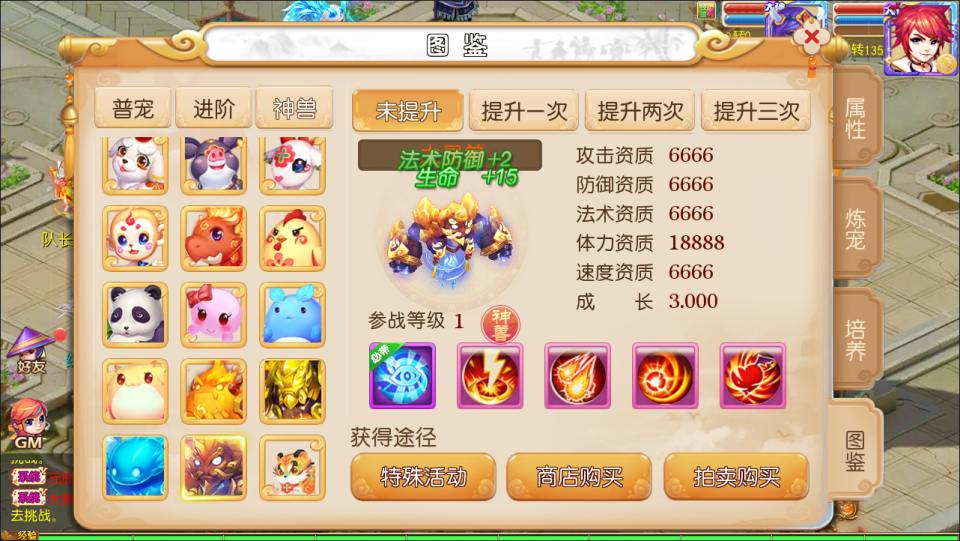 图鉴
转135
普宠 进阶 神兽
未提升 提升一次 提升两次 提升三次
法术防御+2
生命 +15
攻击资质 6666
防御资质 6666
法术资质 6666
体力资质 18888
速度资质 6666
成 长 3.000
参战等级 1
神兽
必带
获得途径
特殊活动 商店购买 拍卖购买
属性
炼宠
培养
图鉴
队长
好友
GM
系统
系统
去挑战。
经验